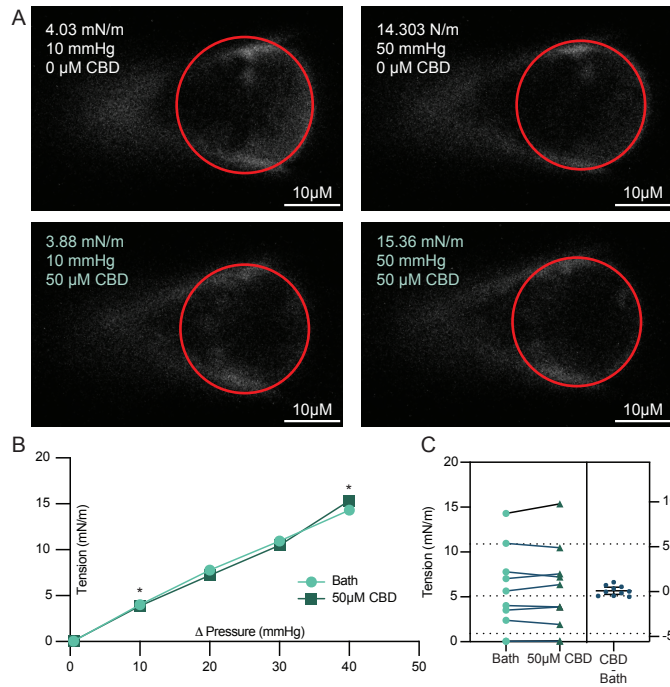 A
4.03 mN/m
10 mmHg
0 µM CBD
10µM
14.303 N/m
50 mmHg
0 µM CBD
10µM
3.88 mN/m
10 mmHg
50 µM CBD
10µM
15.36 mN/m
50 mmHg
50 µM CBD
10µM
B
20
15
10
5
0
Tension (mN/m)
*
*
Bath
50µM CBD
Δ Pressure (mmHg)
0
10
20
30
40
50
C
20
15
10
5
0
Tension (mN/m)
5
0
-5
Bath
50µM CBD
CBD
-
Bath